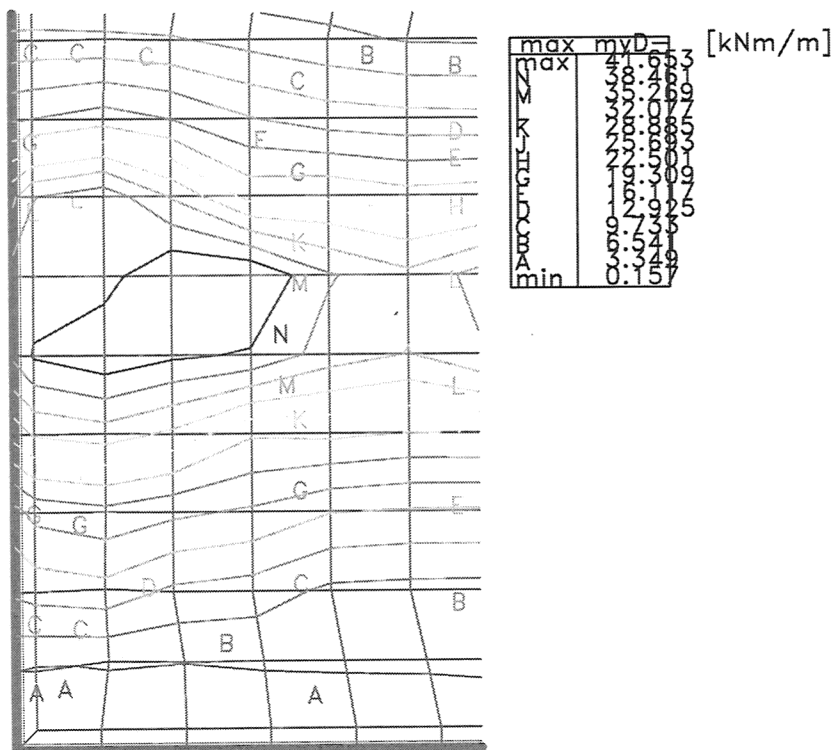 max myD= [kNm/m]
max 41.653
N 38.461
M 35.269
32.077
K 28.885
J 25.693
H 22.501
G 19.309
E 16.117
D 12.925
C 9.733
B 6.541
A 3.349
min 0.157
C C C B B
C
G E D
G E
L L H
K
M L
N
M L
K
G G G E
D C B
C C B
A A A